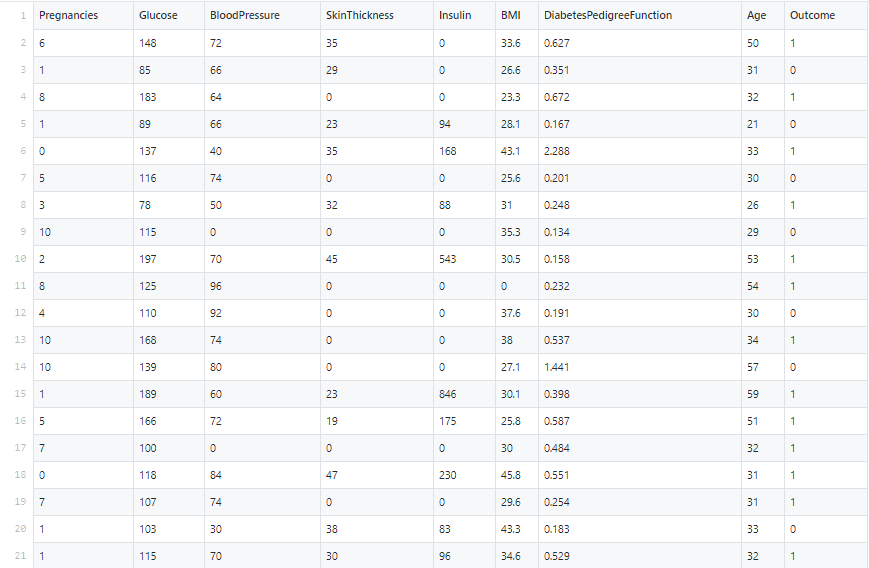 1 Pregnancies Glucose BloodPressure SkinThickness Insulin BMI DiabetesPedigreeFunction Age Outcome
2 6 148 72 35 0 33.6 0.627 50 1
3 1 85 66 29 0 26.6 0.351 31 0
4 8 183 64 0 0 23.3 0.672 32 1
5 1 89 66 23 94 28.1 0.167 21 0
6 0 137 40 35 168 43.1 2.288 33 1
7 5 116 74 0 0 25.6 0.201 30 0
8 3 78 50 32 88 31 0.248 26 1
9 10 115 0 0 0 35.3 0.134 29 0
10 2 197 70 45 543 30.5 0.158 53 1
11 8 125 96 0 0 0 0.232 54 1
12 4 110 92 0 0 37.6 0.191 30 0
13 10 168 74 0 0 38 0.537 34 1
14 10 139 80 0 0 27.1 1.441 57 0
15 1 189 60 23 846 30.1 0.398 59 1
16 5 166 72 19 175 25.8 0.587 51 1
17 7 100 0 0 0 30 0.484 32 1
18 0 118 84 47 230 45.8 0.551 31 1
19 7 107 74 0 0 29.6 0.254 31 1
20 1 103 30 38 83 43.3 0.183 33 0
21 1 115 70 30 96 34.6 0.529 32 1